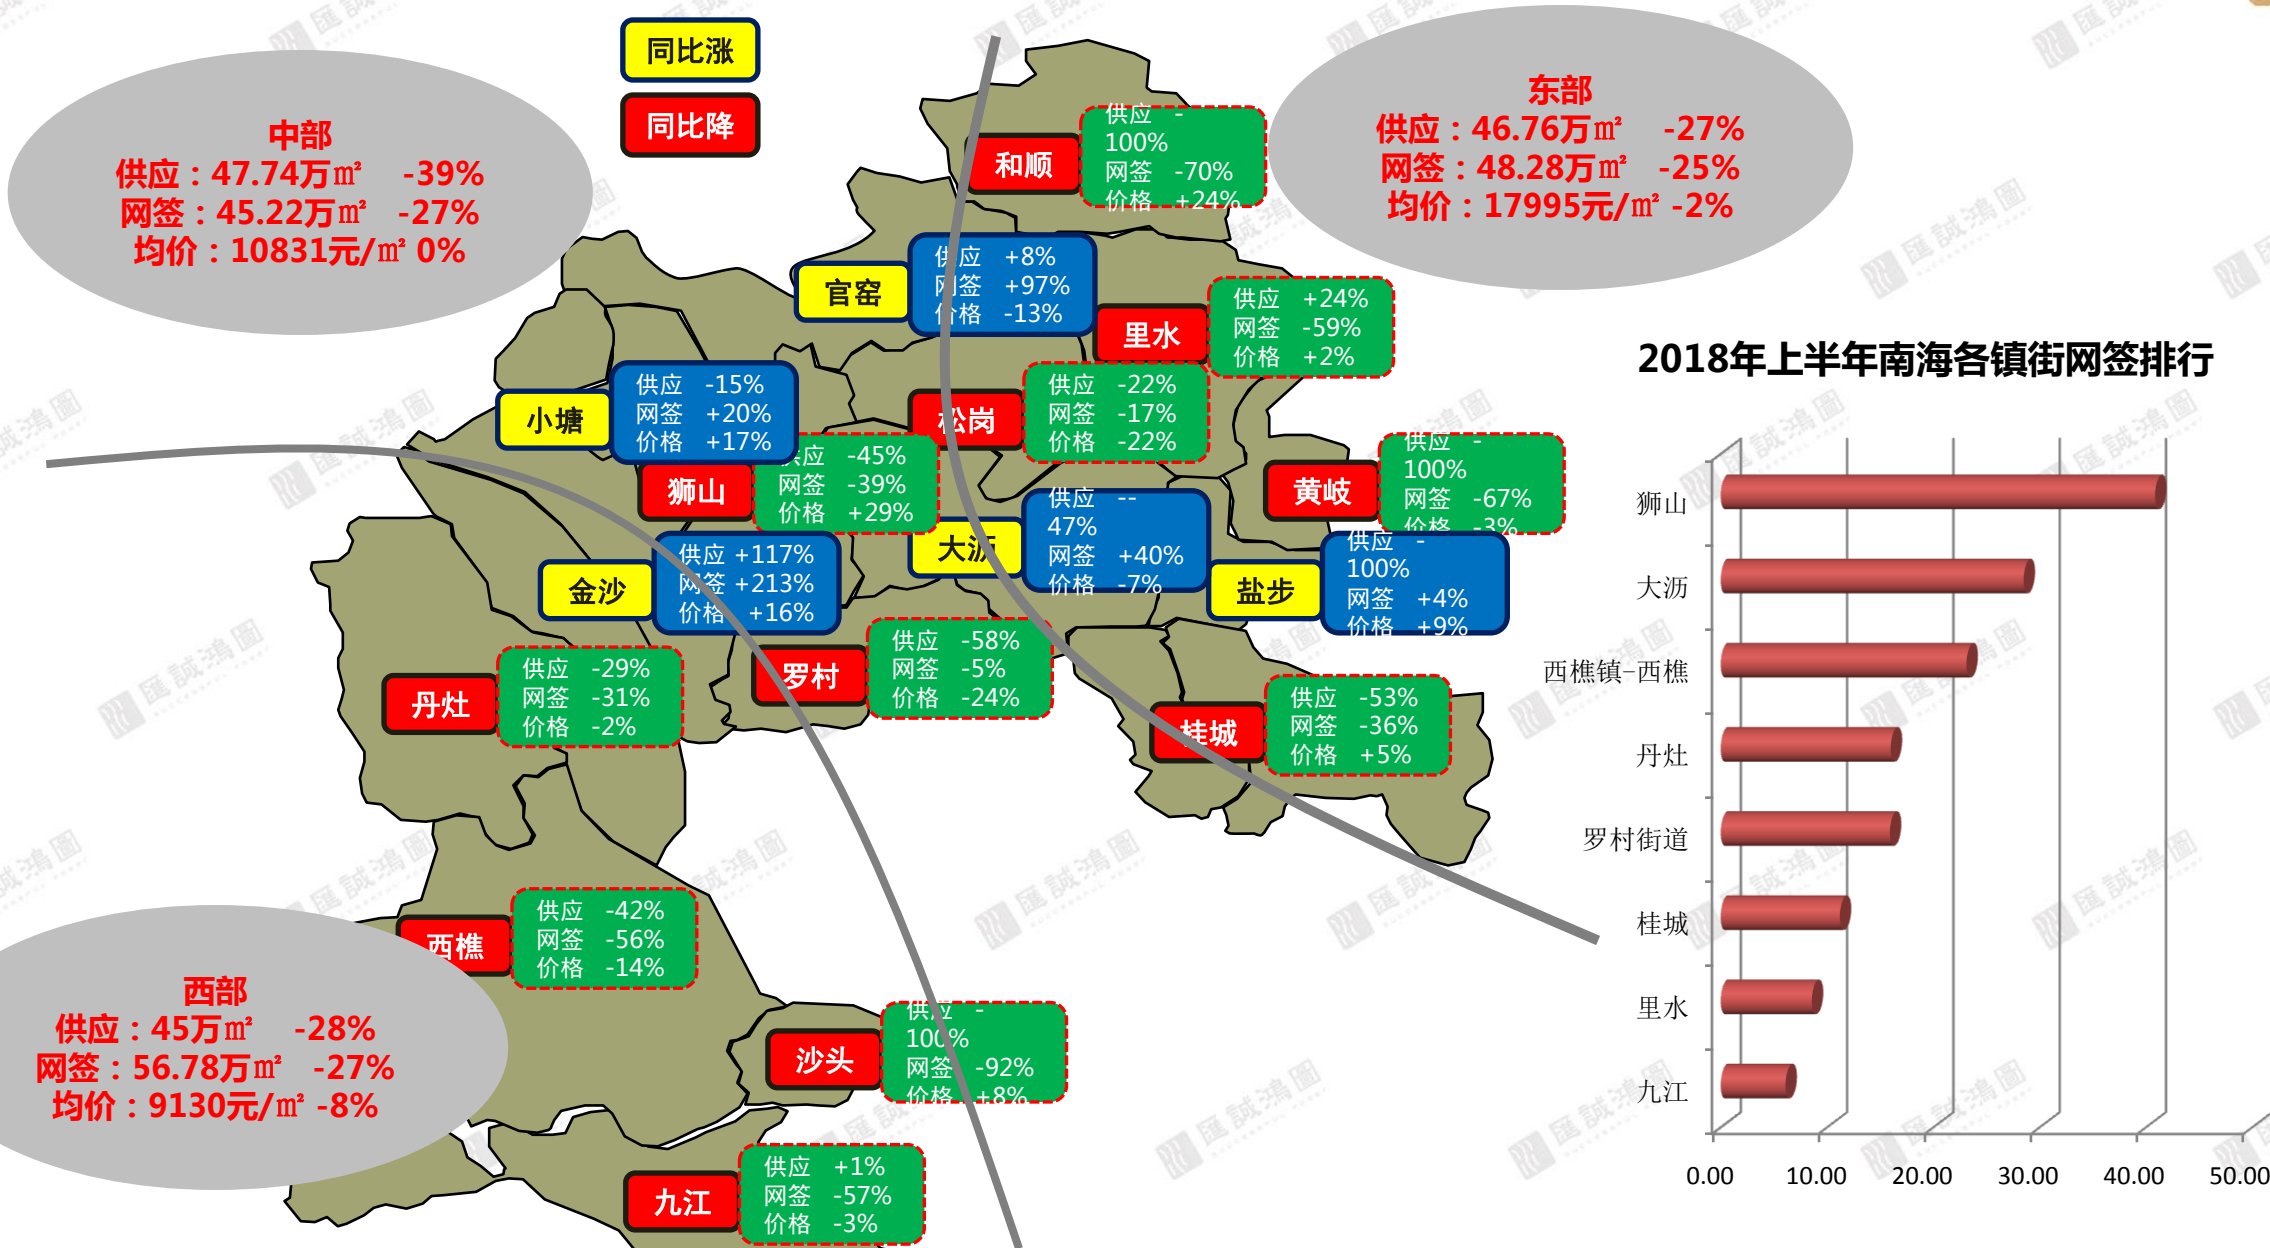 同比涨
同比降
中部
供应：47.74万㎡ -39%
网签：45.22万㎡ -27%
均价：10831元/㎡ 0%
东部
供应：46.76万㎡ -27%
网签：48.28万㎡ -25%
均价：17995元/㎡ -2%
和顺
供应 -
100%
网签 -70%
价格 +24%
官窑
供应 +8%
网签 +97%
价格 -13%
里水
供应 +24%
网签 -59%
价格 +2%
小塘
供应 -15%
网签 +20%
价格 +17%
松岗
供应 -22%
网签 -17%
价格 -22%
狮山
供应 -45%
网签 -39%
价格 +29%
黄岐
供应 -
100%
网签 -67%
价格 -3%
大沥
供应 --
47%
网签 +40%
价格 -7%
金沙
供应 +117%
网签 +213%
价格 +16%
盐步
供应 -
100%
网签 +4%
价格 +9%
罗村
供应 -58%
网签 -5%
价格 -24%
丹灶
供应 -29%
网签 -31%
价格 -2%
桂城
供应 -53%
网签 -36%
价格 +5%
西樵
供应 -42%
网签 -56%
价格 -14%
西部
供应：45万㎡ -28%
网签：56.78万㎡ -27%
均价：9130元/㎡ -8%
沙头
供应 -
100%
网签 -92%
价格 +8%
九江
供应 +1%
网签 -57%
价格 -3%
2018年上半年南海各镇街网签排行
狮山
大沥
西樵镇-西樵
丹灶
罗村街道
桂城
里水
九江
0.00 10.00 20.00 30.00 40.00 50.00
匯誠鴻圖